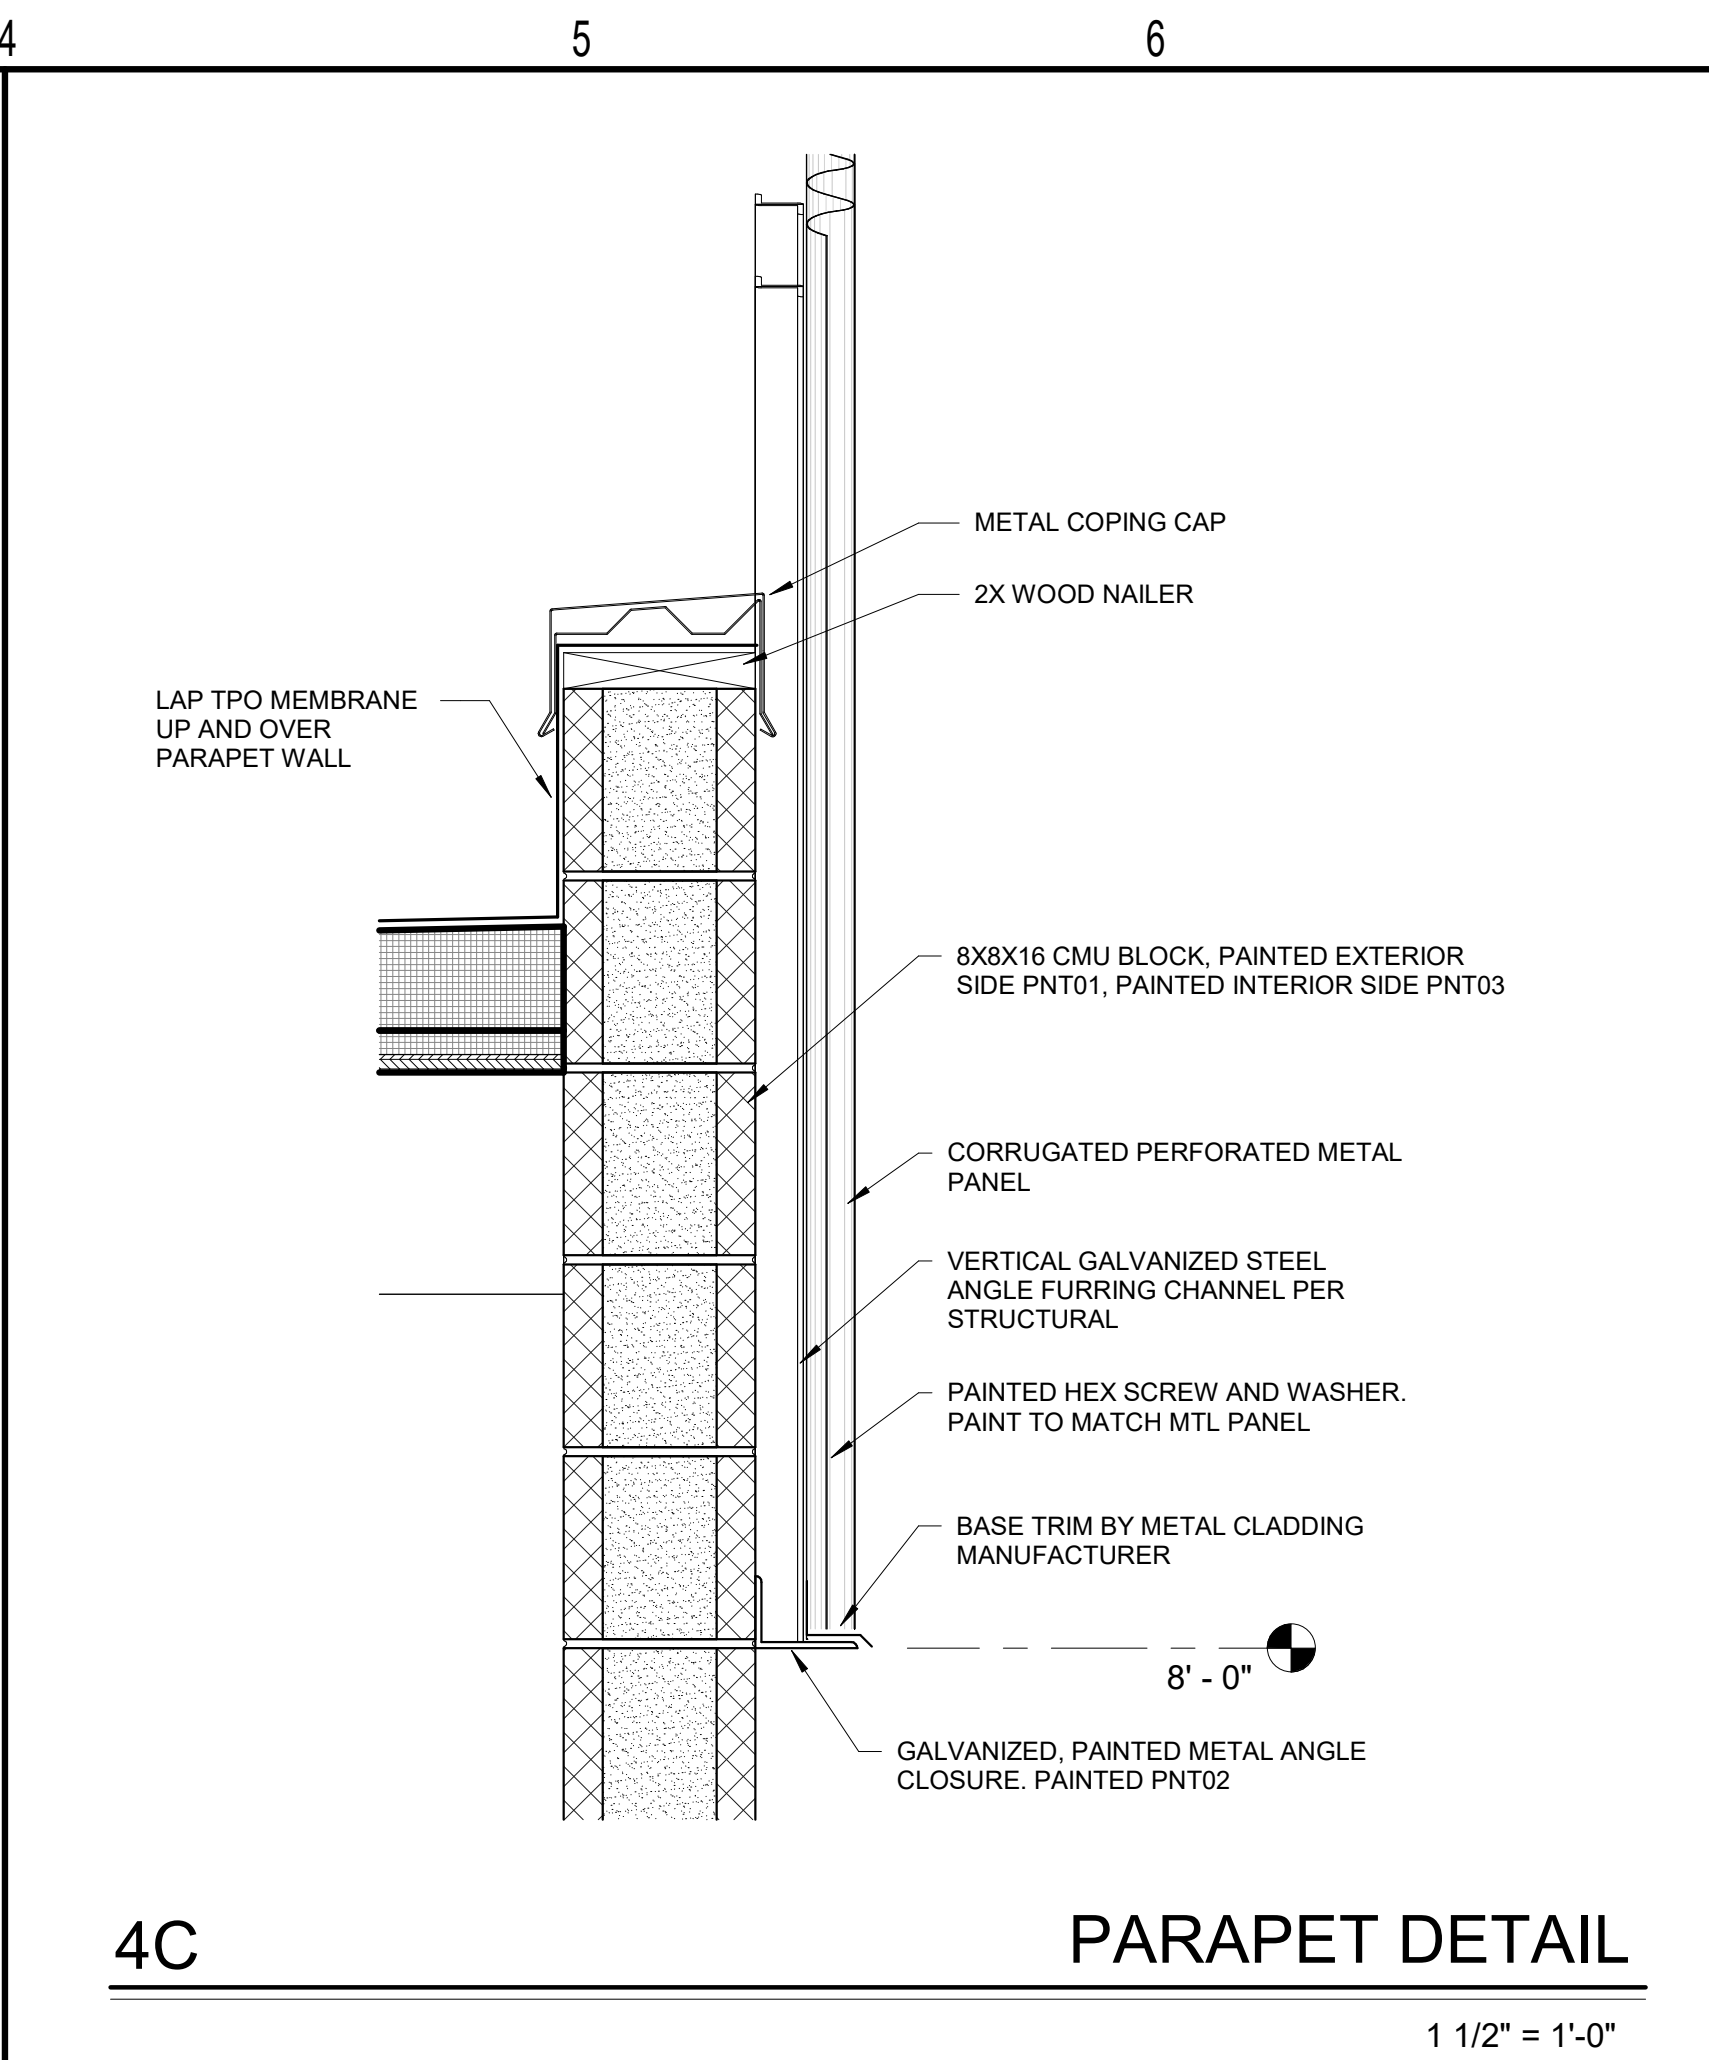 4
5
6
METAL COPING CAP
2X WOOD NAILER
LAP TPO MEMBRANE
UP AND OVER
PARAPET WALL
8X8X16 CMU BLOCK, PAINTED EXTERIOR
SIDE PNT01, PAINTED INTERIOR SIDE PNT03
CORRUGATED PERFORATED METAL
PANEL
VERTICAL GALVANIZED STEEL
ANGLE FURRING CHANNEL PER
STRUCTURAL
PAINTED HEX SCREW AND WASHER.
PAINT TO MATCH MTL PANEL
BASE TRIM BY METAL CLADDING
MANUFACTURER
8' - 0"
GALVANIZED, PAINTED METAL ANGLE
CLOSURE. PAINTED PNT02
4C
PARAPET DETAIL
1 1/2" = 1'-0"